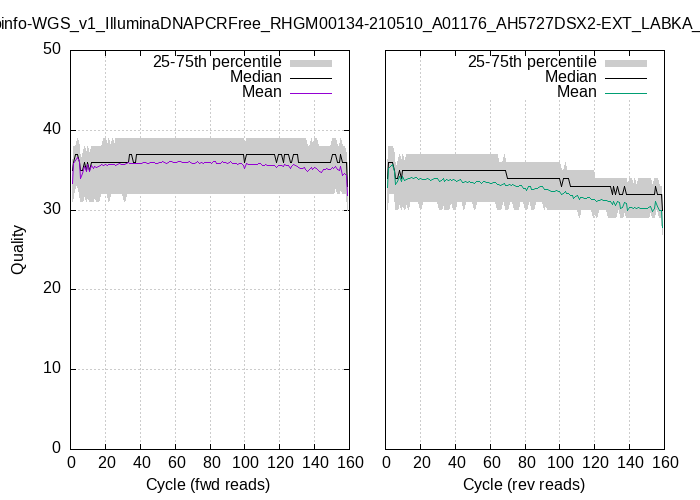 binfo-WGS_v1_IlluminaDNAPCRFree_RHGM00134-210510_A01176_AH5727DSX2-EXT_LABKA_
50
40
30
20
10
0
Quality
25-75th percentile
Median
Mean
0 20 40 60 80 100 120 140 160
Cycle (fwd reads)
25-75th percentile
Median
Mean
0 20 40 60 80 100 120 140 160
Cycle (rev reads)